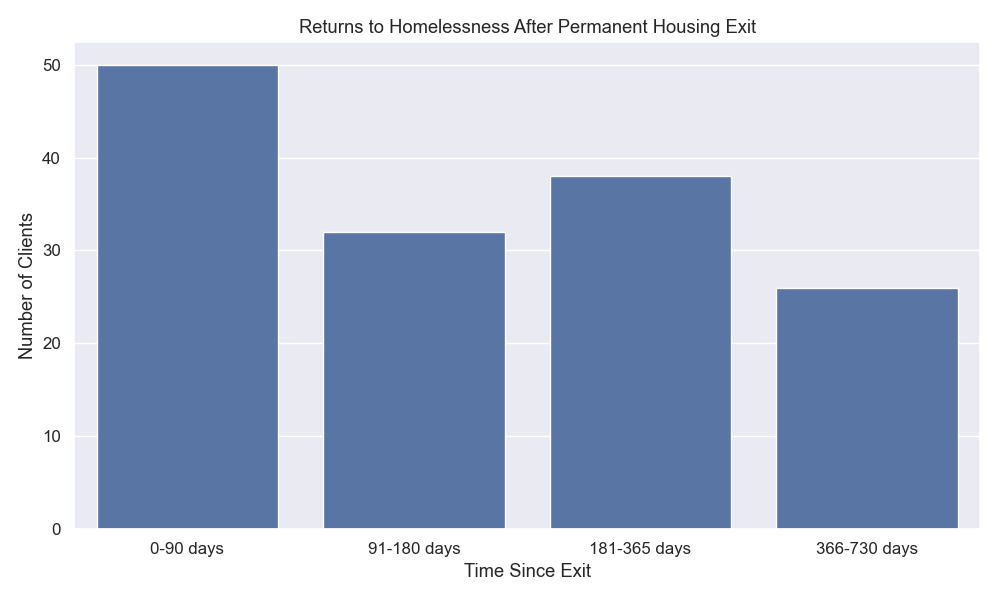 Returns to Homelessness After Permanent Housing Exit
Number of Clients
50
40
30
20
10
0
0-90 days
91-180 days
181-365 days
366-730 days
Time Since Exit